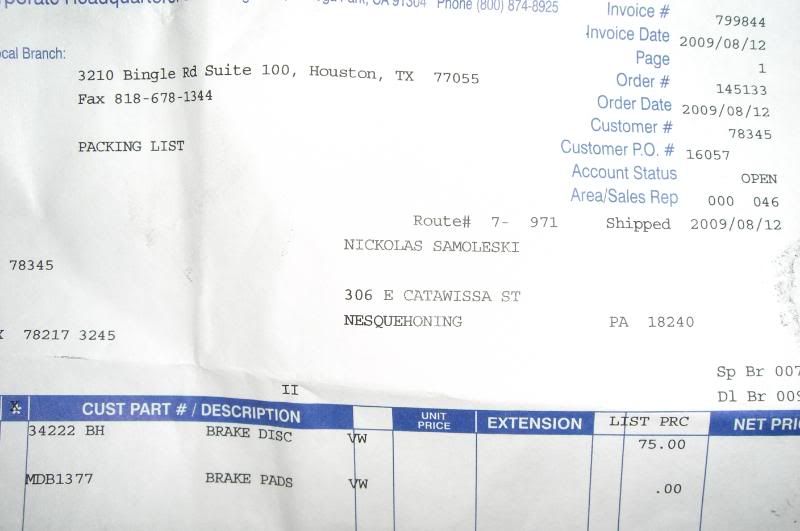 Phone (800) 874-8925
Invoice # 799844
Invoice Date 2009/08/12
ocal Branch:
Page 1
3210 Bingle Rd Suite 100, Houston, TX 77055
Order # 145133
Fax 818-678-1344
Order Date 2009/08/12
Customer # 78345
PACKING LIST
Customer P.O. # 16057
Account Status OPEN
Area/Sales Rep 000 046
Route# 7- 971 Shipped 2009/08/12
NICKOLAS SAMOLESKI
78345
306 E CATAWISSA ST
NESQUEHONING PA 18240
78217 3245
Sp Br 007
Dl Br 009
II
CUST PART # / DESCRIPTION UNIT PRICE EXTENSION LIST PRC NET PRI
34222 BH BRAKE DISC VW 75.00
MDB1377 BRAKE PADS VW .00